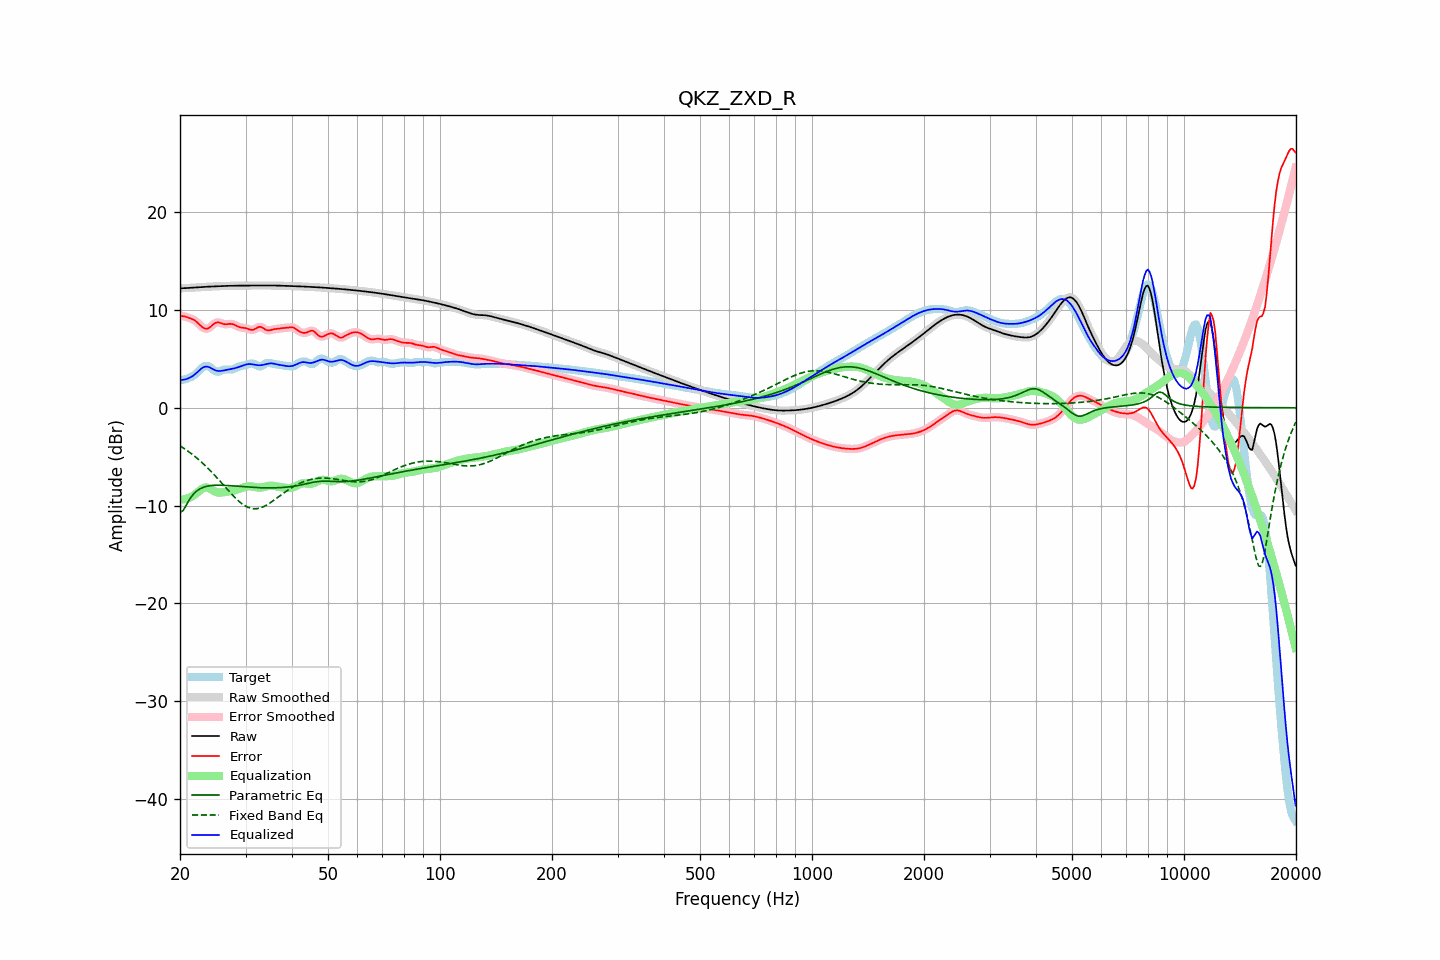 QKZ_ZXD_R
Amplitude (dBr)
20
10
0
−10
−20
−30
−40
Target
Raw Smoothed
Error Smoothed
Raw
Error
Equalization
Parametric Eq
Fixed Band Eq
Equalized
20 50 100 200 500 1000 2000 5000 10000 20000
Frequency (Hz)